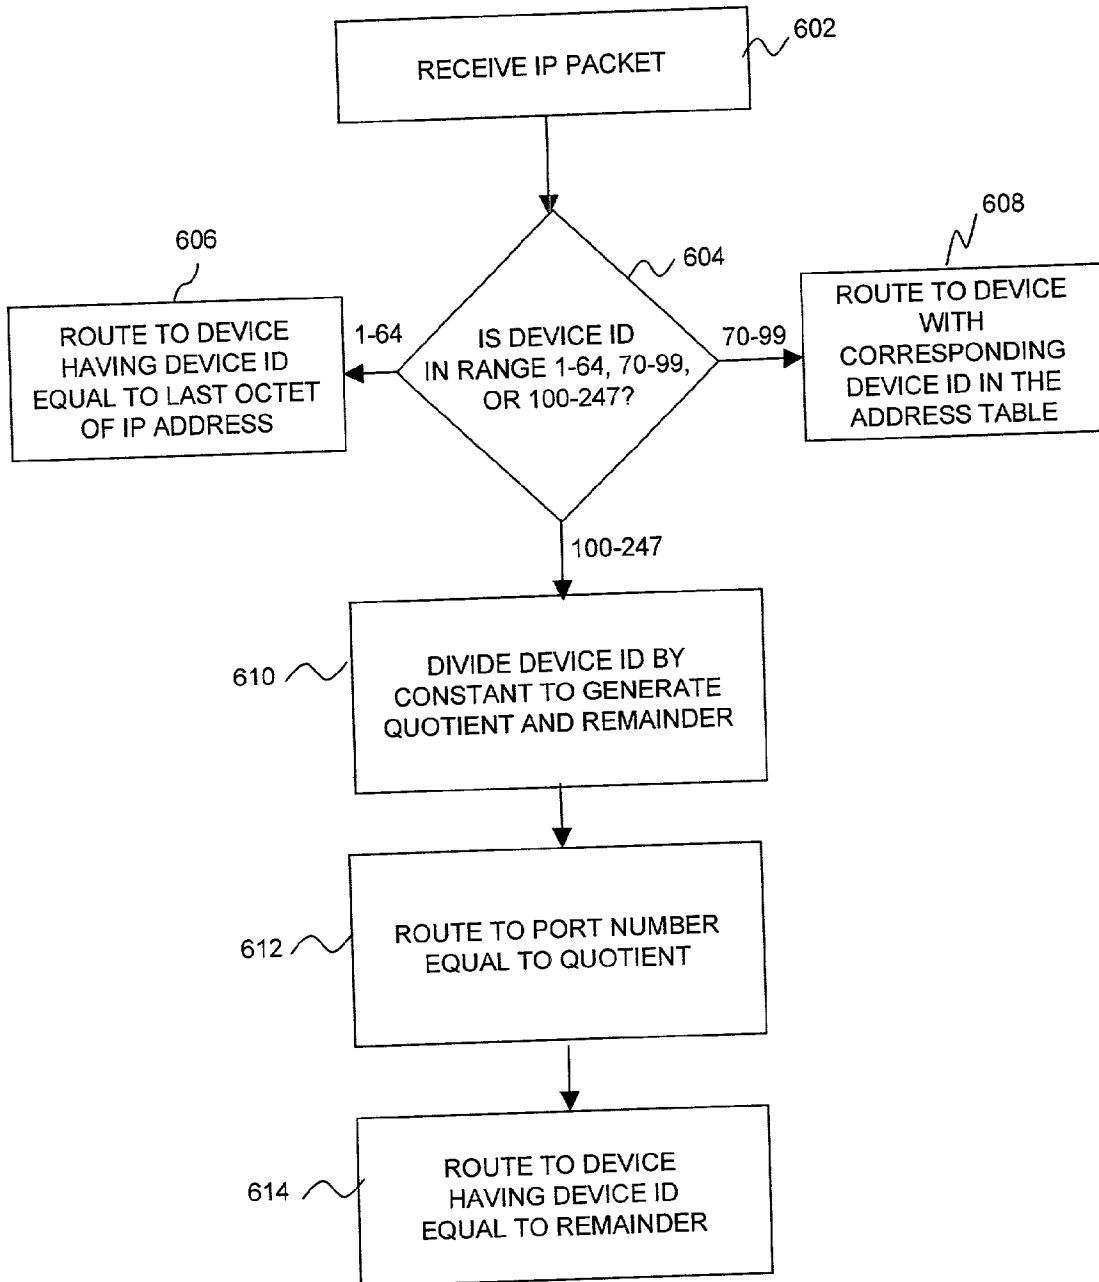 RECEIVE IP PACKET
602
604
IS DEVICE ID
IN RANGE 1-64, 70-99,
OR 100-247?
606
1-64
ROUTE TO DEVICE
HAVING DEVICE ID
EQUAL TO LAST OCTET
OF IP ADDRESS
608
70-99
ROUTE TO DEVICE
WITH
CORRESPONDING
DEVICE ID IN THE
ADDRESS TABLE
100-247
610
DIVIDE DEVICE ID BY
CONSTANT TO GENERATE
QUOTIENT AND REMAINDER
612
ROUTE TO PORT NUMBER
EQUAL TO QUOTIENT
614
ROUTE TO DEVICE
HAVING DEVICE ID
EQUAL TO REMAINDER